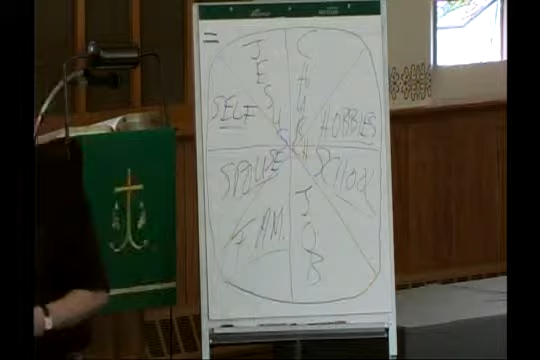 =
JESUS
CHURCH
SELF
HOBBIES
SPOUSE
SCHOOL
FAM.
JOB